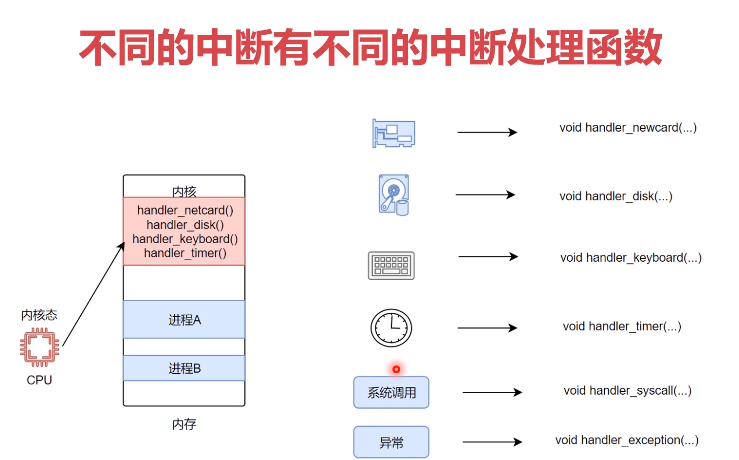 不同的中断有不同的中断处理函数
内核
handler_netcard()
handler_disk()
handler_keyboard()
handler_timer()
进程A
进程B
内存
内核态
CPU
void handler_newcard(...)
void handler_disk(...)
void handler_keyboard(...)
void handler_timer(...)
系统调用
void handler_syscall(...)
异常
void handler_exception(...)